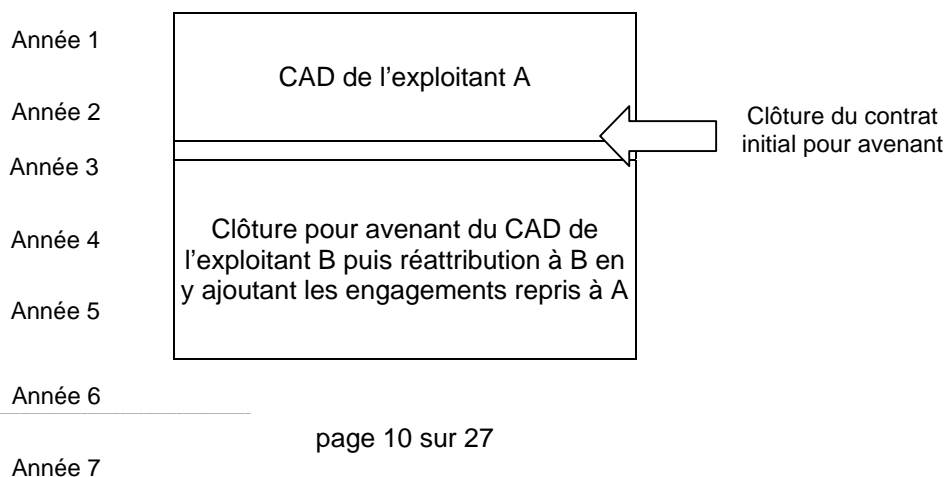 Année 1
CAD de l’exploitant A
Année 2
Clôture du contrat
initial pour avenant
Année 3
Clôture pour avenant du CAD de
Année 4
l’exploitant B puis réattribution à B en
y ajoutant les engagements repris à A
Année 5
Année 6
page 10 sur 27
Année 7